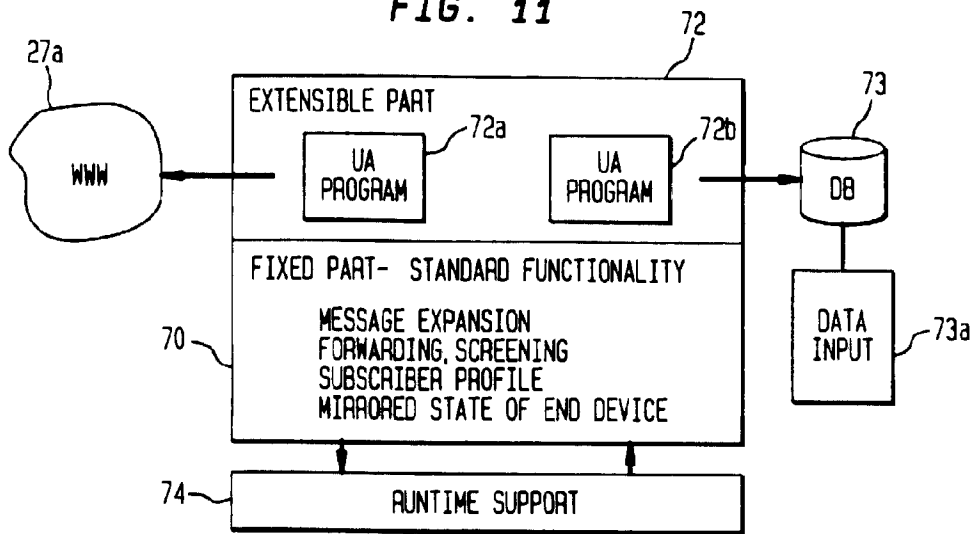 FIG. 11
72
27a
EXTENSIBLE PART
72a
72b
73
WWW
UA
PROGRAM
UA
PROGRAM
DB
FIXED PART- STANDARD FUNCTIONALITY
70
MESSAGE EXPANSION
FORWARDING, SCREENING
SUBSCRIBER PROFILE
MIRRORED STATE OF END DEVICE
DATA
INPUT
73a
74
RUNTIME SUPPORT